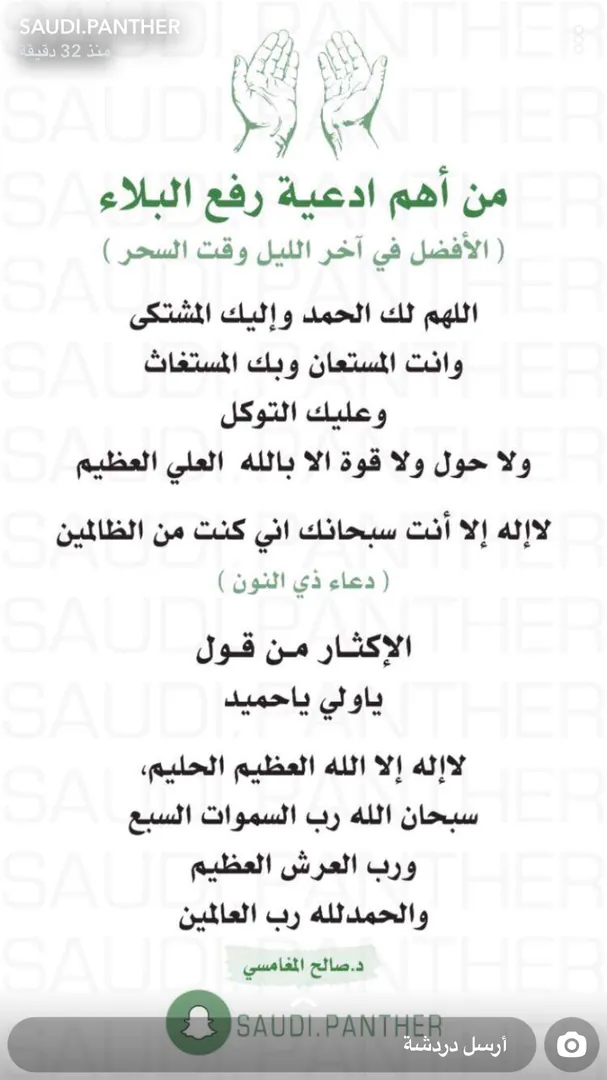 SAUDI.PANTHER
منذ 32 دقيقة
من أهم ادعية رفع البلاء
( الأفضل في آخر الليل وقت السحر )
اللهم لك الحمد وإليك المشتكى
وانت المستعان وبك المستغاث
وعليك التوكل
ولا حول ولا قوة الا بالله العلي العظيم
لاإله إلا أنت سبحانك اني كنت من الظالمين
( دعاء ذي النون )
الإكثـار مـن قـول
ياولي ياحميد
لاإله إلا الله العظيم الحليم،
سبحان الله رب السموات السبع
ورب العرش العظيم
والحمدلله رب العالمين
د.صالح المغامسي
SAUDI.PANTHER
أرسل دردشة